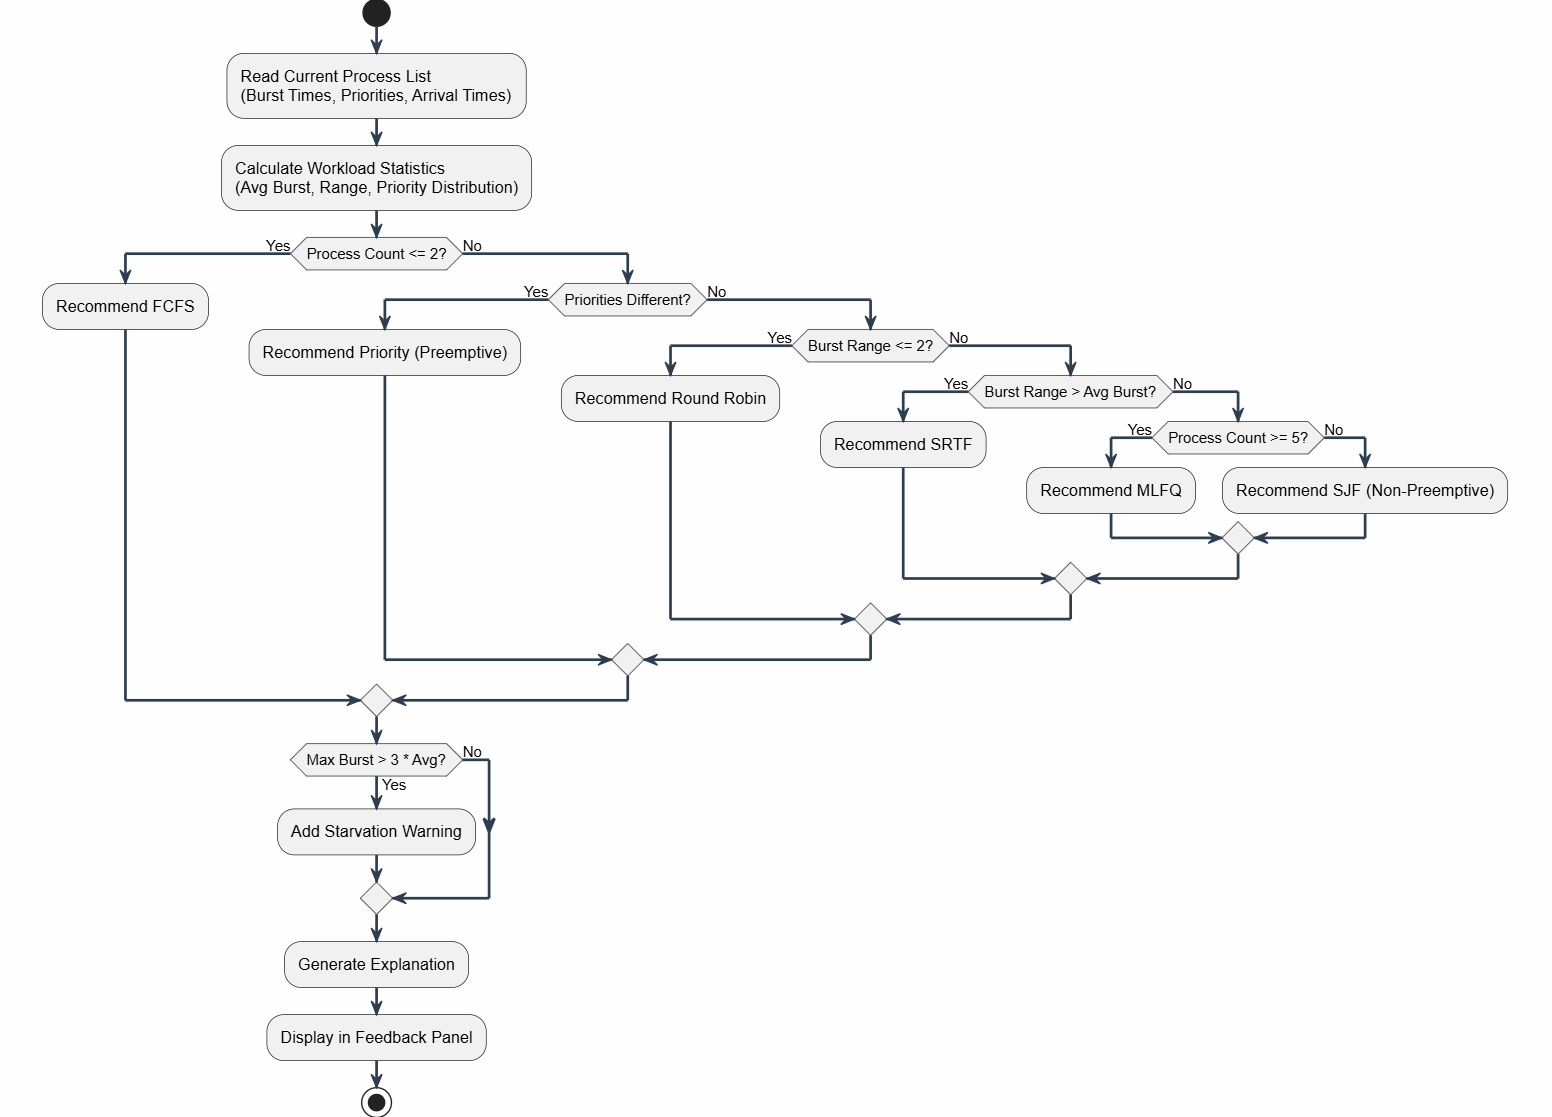 Read Current Process List
(Burst Times, Priorities, Arrival Times)
Calculate Workload Statistics
(Avg Burst, Range, Priority Distribution)
Yes
Process Count <= 2?
No
Recommend FCFS
Yes
Priorities Different?
No
Recommend Priority (Preemptive)
Yes
Burst Range <= 2?
No
Recommend Round Robin
Yes
Burst Range > Avg Burst?
No
Recommend SRTF
Yes
Process Count >= 5?
No
Recommend MLFQ
Recommend SJF (Non-Preemptive)
Max Burst > 3 * Avg?
No
Yes
Add Starvation Warning
Generate Explanation
Display in Feedback Panel